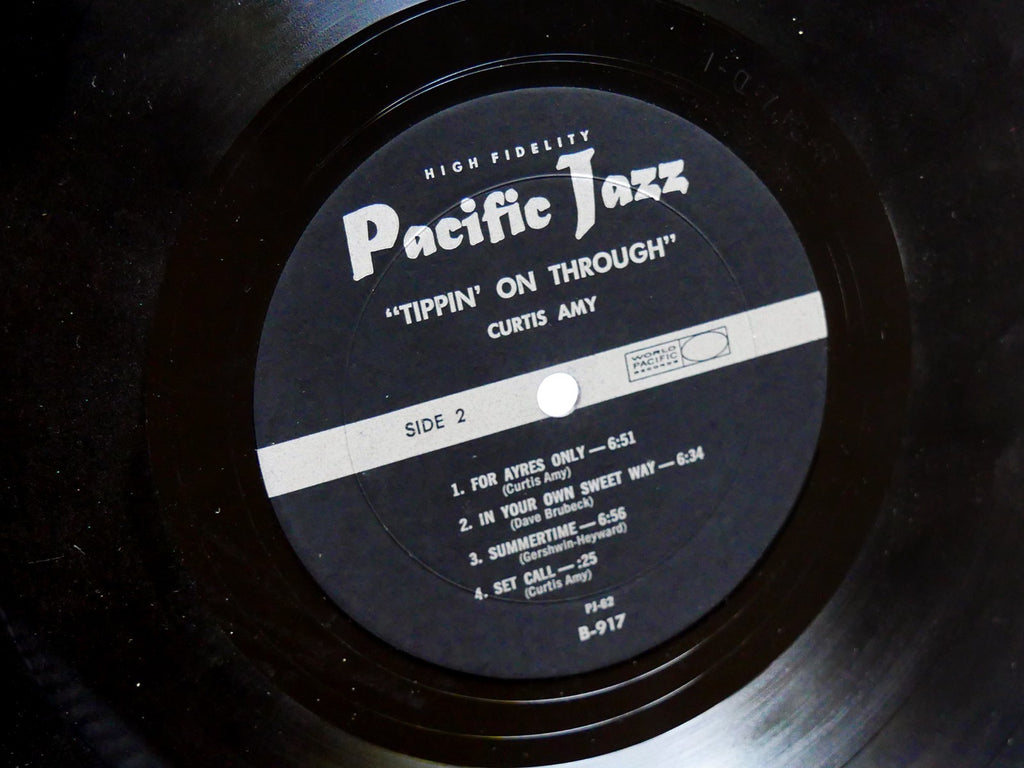 HIGH FIDELITY
Pacific Jazz
"TIPPIN' ON THROUGH"
CURTIS AMY
WORLD
PACIFIC
RECORDS
SIDE 2
1. FOR AYRES ONLY — 6:51
(Curtis Amy)
2. IN YOUR OWN SWEET WAY — 6:34
(Dave Brubeck)
3. SUMMERTIME — 6:56
(Gershwin-Heyward)
4. SET CALL — :25
(Curtis Amy)
PJ-62
B-917